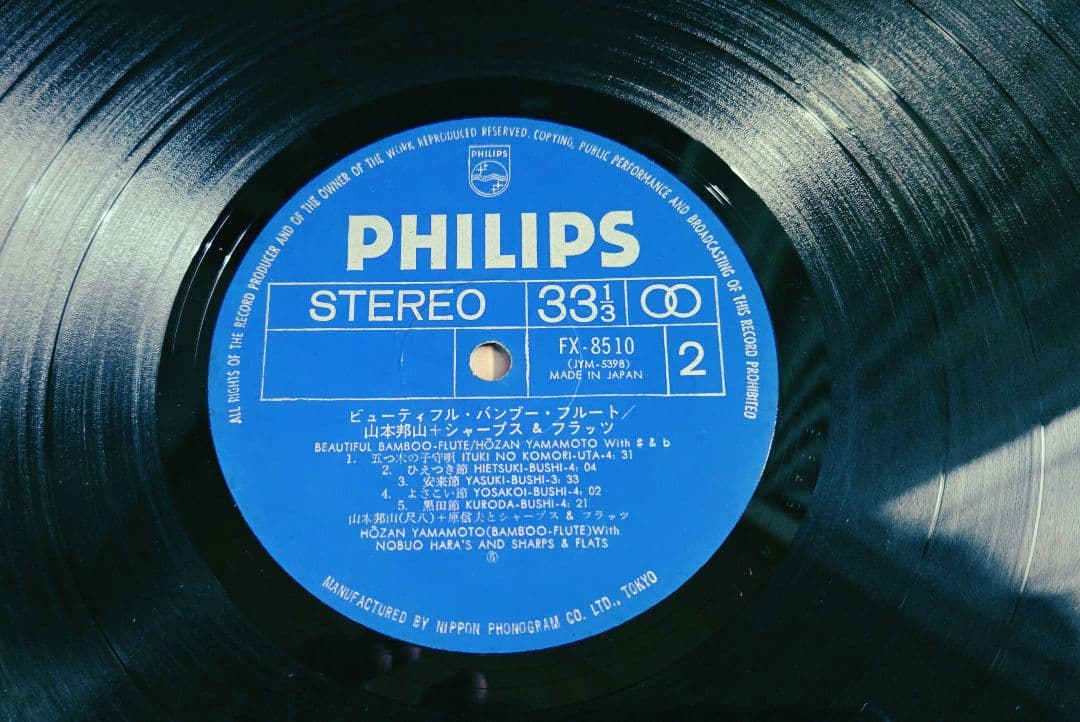 ALL RIGHTS OF THE RECORD PRODUCER AND OF THE OWNER OF THE WORK REPRODUCED RESERVED. COPYING, PUBLIC PERFORMANCE AND BROADCASTING OF THIS RECORD PROHIBITED
PHILIPS
PHILIPS
STEREO 33 1/3
FX-8510
(JYM-5398)
MADE IN JAPAN
2
ビューティフル・バンブー・フルート/
山本邦山+シャープス & フラッツ
BEAUTIFUL BAMBOO-FLUTE/HŌZAN YAMAMOTO With # & b
1. 五つ木の子守唄 ITUKI NO KOMORI-UTA-4: 31
2. ひえつき節 HIETSUKI-BUSHI-4: 04
3. 安来節 YASUKI-BUSHI-3: 33
4. よさこい節 YOSAKOI-BUSHI-4: 02
5. 黒田節 KURODA-BUSHI-4: 21
山本邦山(尺八)+原信夫とシャープス & フラッツ
HŌZAN YAMAMOTO(BAMBOO-FLUTE)With
NOBUO HARA'S AND SHARPS & FLATS
⑤
MANUFACTURED BY NIPPON PHONOGRAM CO. LTD., TOKYO